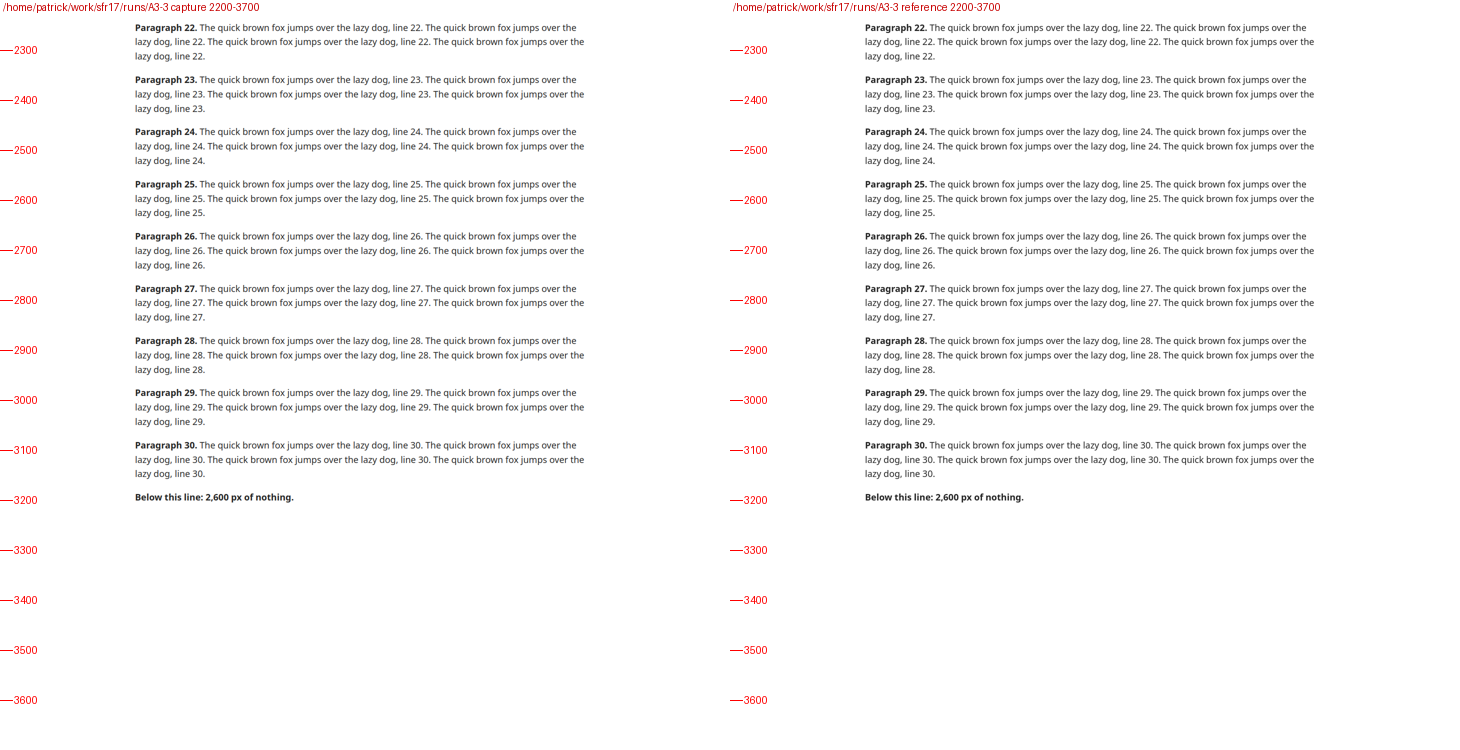 /home/patrick/work/sfr17/runs/A3-3 capture 2200-3700
Paragraph 22. The quick brown fox jumps over the lazy dog, line 22. The quick brown fox jumps over the
lazy dog, line 22. The quick brown fox jumps over the lazy dog, line 22. The quick brown fox jumps over the
lazy dog, line 22.
Paragraph 23. The quick brown fox jumps over the lazy dog, line 23. The quick brown fox jumps over the
lazy dog, line 23. The quick brown fox jumps over the lazy dog, line 23. The quick brown fox jumps over the
lazy dog, line 23.
Paragraph 24. The quick brown fox jumps over the lazy dog, line 24. The quick brown fox jumps over the
lazy dog, line 24. The quick brown fox jumps over the lazy dog, line 24. The quick brown fox jumps over the
lazy dog, line 24.
Paragraph 25. The quick brown fox jumps over the lazy dog, line 25. The quick brown fox jumps over the
lazy dog, line 25. The quick brown fox jumps over the lazy dog, line 25. The quick brown fox jumps over the
lazy dog, line 25.
Paragraph 26. The quick brown fox jumps over the lazy dog, line 26. The quick brown fox jumps over the
lazy dog, line 26. The quick brown fox jumps over the lazy dog, line 26. The quick brown fox jumps over the
lazy dog, line 26.
Paragraph 27. The quick brown fox jumps over the lazy dog, line 27. The quick brown fox jumps over the
lazy dog, line 27. The quick brown fox jumps over the lazy dog, line 27. The quick brown fox jumps over the
lazy dog, line 27.
Paragraph 28. The quick brown fox jumps over the lazy dog, line 28. The quick brown fox jumps over the
lazy dog, line 28. The quick brown fox jumps over the lazy dog, line 28. The quick brown fox jumps over the
lazy dog, line 28.
Paragraph 29. The quick brown fox jumps over the lazy dog, line 29. The quick brown fox jumps over the
lazy dog, line 29. The quick brown fox jumps over the lazy dog, line 29. The quick brown fox jumps over the
lazy dog, line 29.
Paragraph 30. The quick brown fox jumps over the lazy dog, line 30. The quick brown fox jumps over the
lazy dog, line 30. The quick brown fox jumps over the lazy dog, line 30. The quick brown fox jumps over the
lazy dog, line 30.
Below this line: 2,600 px of nothing.
2300
2400
2500
2600
2700
2800
2900
3000
3100
3200
3300
3400
3500
3600
/home/patrick/work/sfr17/runs/A3-3 reference 2200-3700
Paragraph 22. The quick brown fox jumps over the lazy dog, line 22. The quick brown fox jumps over the
lazy dog, line 22. The quick brown fox jumps over the lazy dog, line 22. The quick brown fox jumps over the
lazy dog, line 22.
Paragraph 23. The quick brown fox jumps over the lazy dog, line 23. The quick brown fox jumps over the
lazy dog, line 23. The quick brown fox jumps over the lazy dog, line 23. The quick brown fox jumps over the
lazy dog, line 23.
Paragraph 24. The quick brown fox jumps over the lazy dog, line 24. The quick brown fox jumps over the
lazy dog, line 24. The quick brown fox jumps over the lazy dog, line 24. The quick brown fox jumps over the
lazy dog, line 24.
Paragraph 25. The quick brown fox jumps over the lazy dog, line 25. The quick brown fox jumps over the
lazy dog, line 25. The quick brown fox jumps over the lazy dog, line 25. The quick brown fox jumps over the
lazy dog, line 25.
Paragraph 26. The quick brown fox jumps over the lazy dog, line 26. The quick brown fox jumps over the
lazy dog, line 26. The quick brown fox jumps over the lazy dog, line 26. The quick brown fox jumps over the
lazy dog, line 26.
Paragraph 27. The quick brown fox jumps over the lazy dog, line 27. The quick brown fox jumps over the
lazy dog, line 27. The quick brown fox jumps over the lazy dog, line 27. The quick brown fox jumps over the
lazy dog, line 27.
Paragraph 28. The quick brown fox jumps over the lazy dog, line 28. The quick brown fox jumps over the
lazy dog, line 28. The quick brown fox jumps over the lazy dog, line 28. The quick brown fox jumps over the
lazy dog, line 28.
Paragraph 29. The quick brown fox jumps over the lazy dog, line 29. The quick brown fox jumps over the
lazy dog, line 29. The quick brown fox jumps over the lazy dog, line 29. The quick brown fox jumps over the
lazy dog, line 29.
Paragraph 30. The quick brown fox jumps over the lazy dog, line 30. The quick brown fox jumps over the
lazy dog, line 30. The quick brown fox jumps over the lazy dog, line 30. The quick brown fox jumps over the
lazy dog, line 30.
Below this line: 2,600 px of nothing.
2300
2400
2500
2600
2700
2800
2900
3000
3100
3200
3300
3400
3500
3600